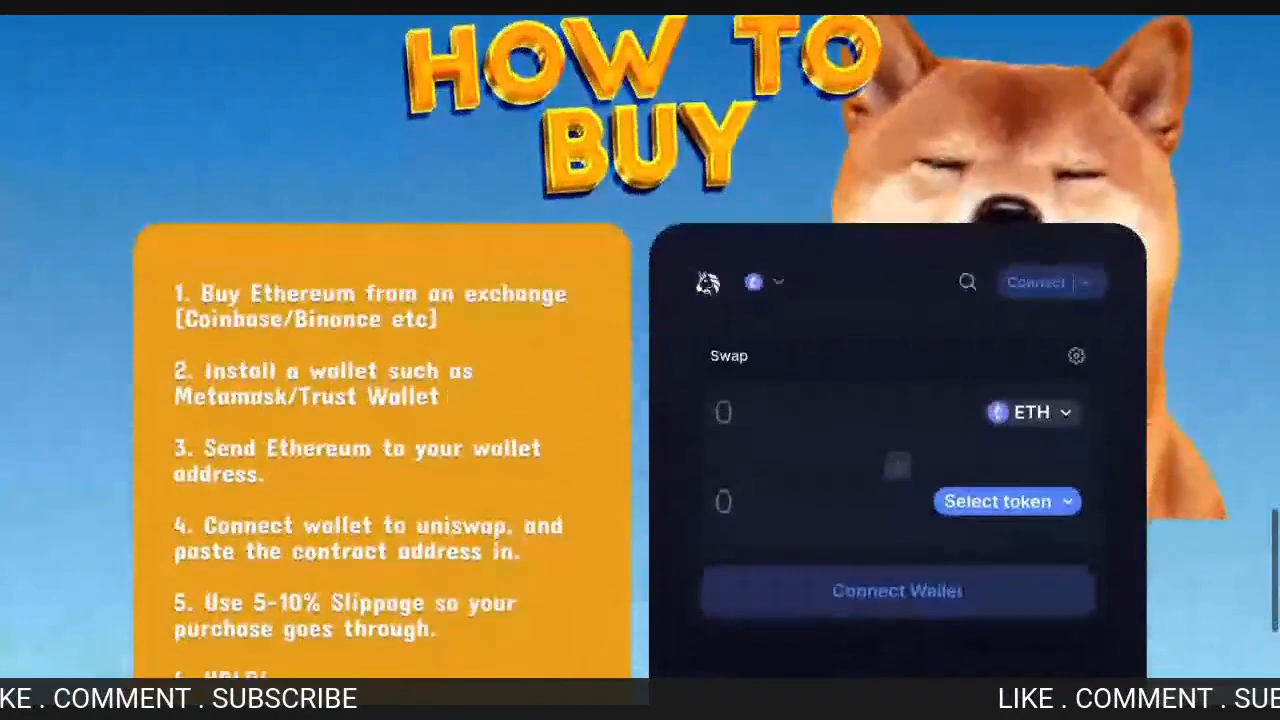 HOW TO
BUY
1. Buy Ethereum from an exchange
(Coinbase/Binance etc)
2. Install a wallet such as
Metamask/Trust Wallet
3. Send Ethereum to your wallet
address.
4. Connect wallet to uniswap, and
paste the contract address in.
5. Use 5-10% Slippage so your
purchase goes through.
Connect
Swap
0
ETH
0
Select token
Connect Wallet
KE . COMMENT . SUBSCRIBE
LIKE . COMMENT . SUB